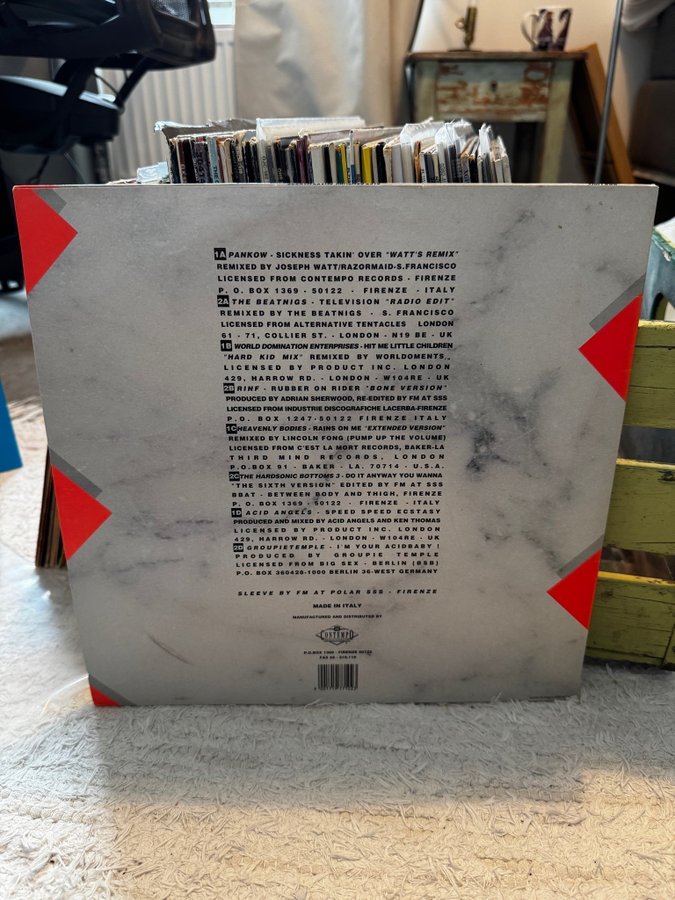 1A PANKOW - SICKNESS TAKIN' OVER "WATT'S REMIX"
REMIXED BY JOSEPH WATT/RAZORMAID-S.FRANCISCO
LICENSED FROM CONTEMPO RECORDS - FIRENZE
P. O. BOX 1369 - 50122 - FIRENZE - ITALY
2A THE BEATNIGS - TELEVISION "RADIO EDIT"
REMIXED BY THE BEATNIGS - S. FRANCISCO
LICENSED FROM ALTERNATIVE TENTACLES LONDON
61 - 71, COLLIER ST. - LONDON - N19 BE - UK
1B WORLD DOMINATION ENTERPRISES - HIT ME LITTLE CHILDREN
"HARD KID MIX" REMIXED BY WORLDOMENTS.
LICENSED BY PRODUCT INC. LONDON
429, HARROW RD. - LONDON - W104RE - UK
2B RINF - RUBBER ON RIDER "BONE VERSION"
PRODUCED BY ADRIAN SHERWOOD, RE-EDITED BY FM AT SSS
LICENSED FROM INDUSTRIE DISCOGRAFICHE LACERBA-FIRENZE
P.O. BOX 1247-50122 FIRENZE ITALY
1C HEAVENLY BODIES - RAINS ON ME "EXTENDED VERSION"
REMIXED BY LINCOLN FONG (PUMP UP THE VOLUME)
LICENSED FROM C'EST LA MORT RECORDS, BAKER-LA
THIRD MIND RECORDS, LONDON
P.O.BOX 91 - BAKER - LA. 70714 - U.S.A.
2C THE HARDSONIC BOTTOMS 3 - DO IT ANYWAY YOU WANNA
"THE SIXTH VERSION" EDITED BY FM AT SSS
BBAT - BETWEEN BODY AND THIGH, FIRENZE
P. O. BOX 1369 - 50122 - FIRENZE - ITALY
1D ACID ANGELS - SPEED SPEED ECSTASY
PRODUCED AND MIXED BY ACID ANGELS AND KEN THOMAS
LICENSED BY PRODUCT INC. LONDON
429, HARROW RD. - LONDON - W104RE - UK
2D GROUPIETEMPLE - I'M YOUR ACIDBABY!
PRODUCED BY GROUPIE TEMPLE
LICENSED FROM BIG SEX - BERLIN (BSB)
P.O. BOX 360420-1000 BERLIN 36-WEST GERMANY
SLEEVE BY FM AT POLAR SSS - FIRENZE
MADE IN ITALY
MANUFACTURED AND DISTRIBUTED BY
CONTEMPO
P.O.BOX 1369 - FIRENZE 50122